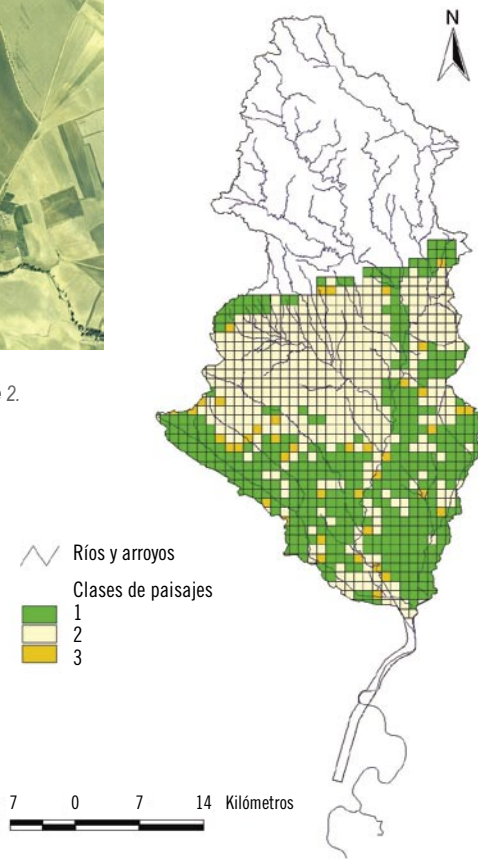 N
2.
Ríos y arroyos
Clases de paisajes
1
2
3
7 0 7 14 Kilómetros